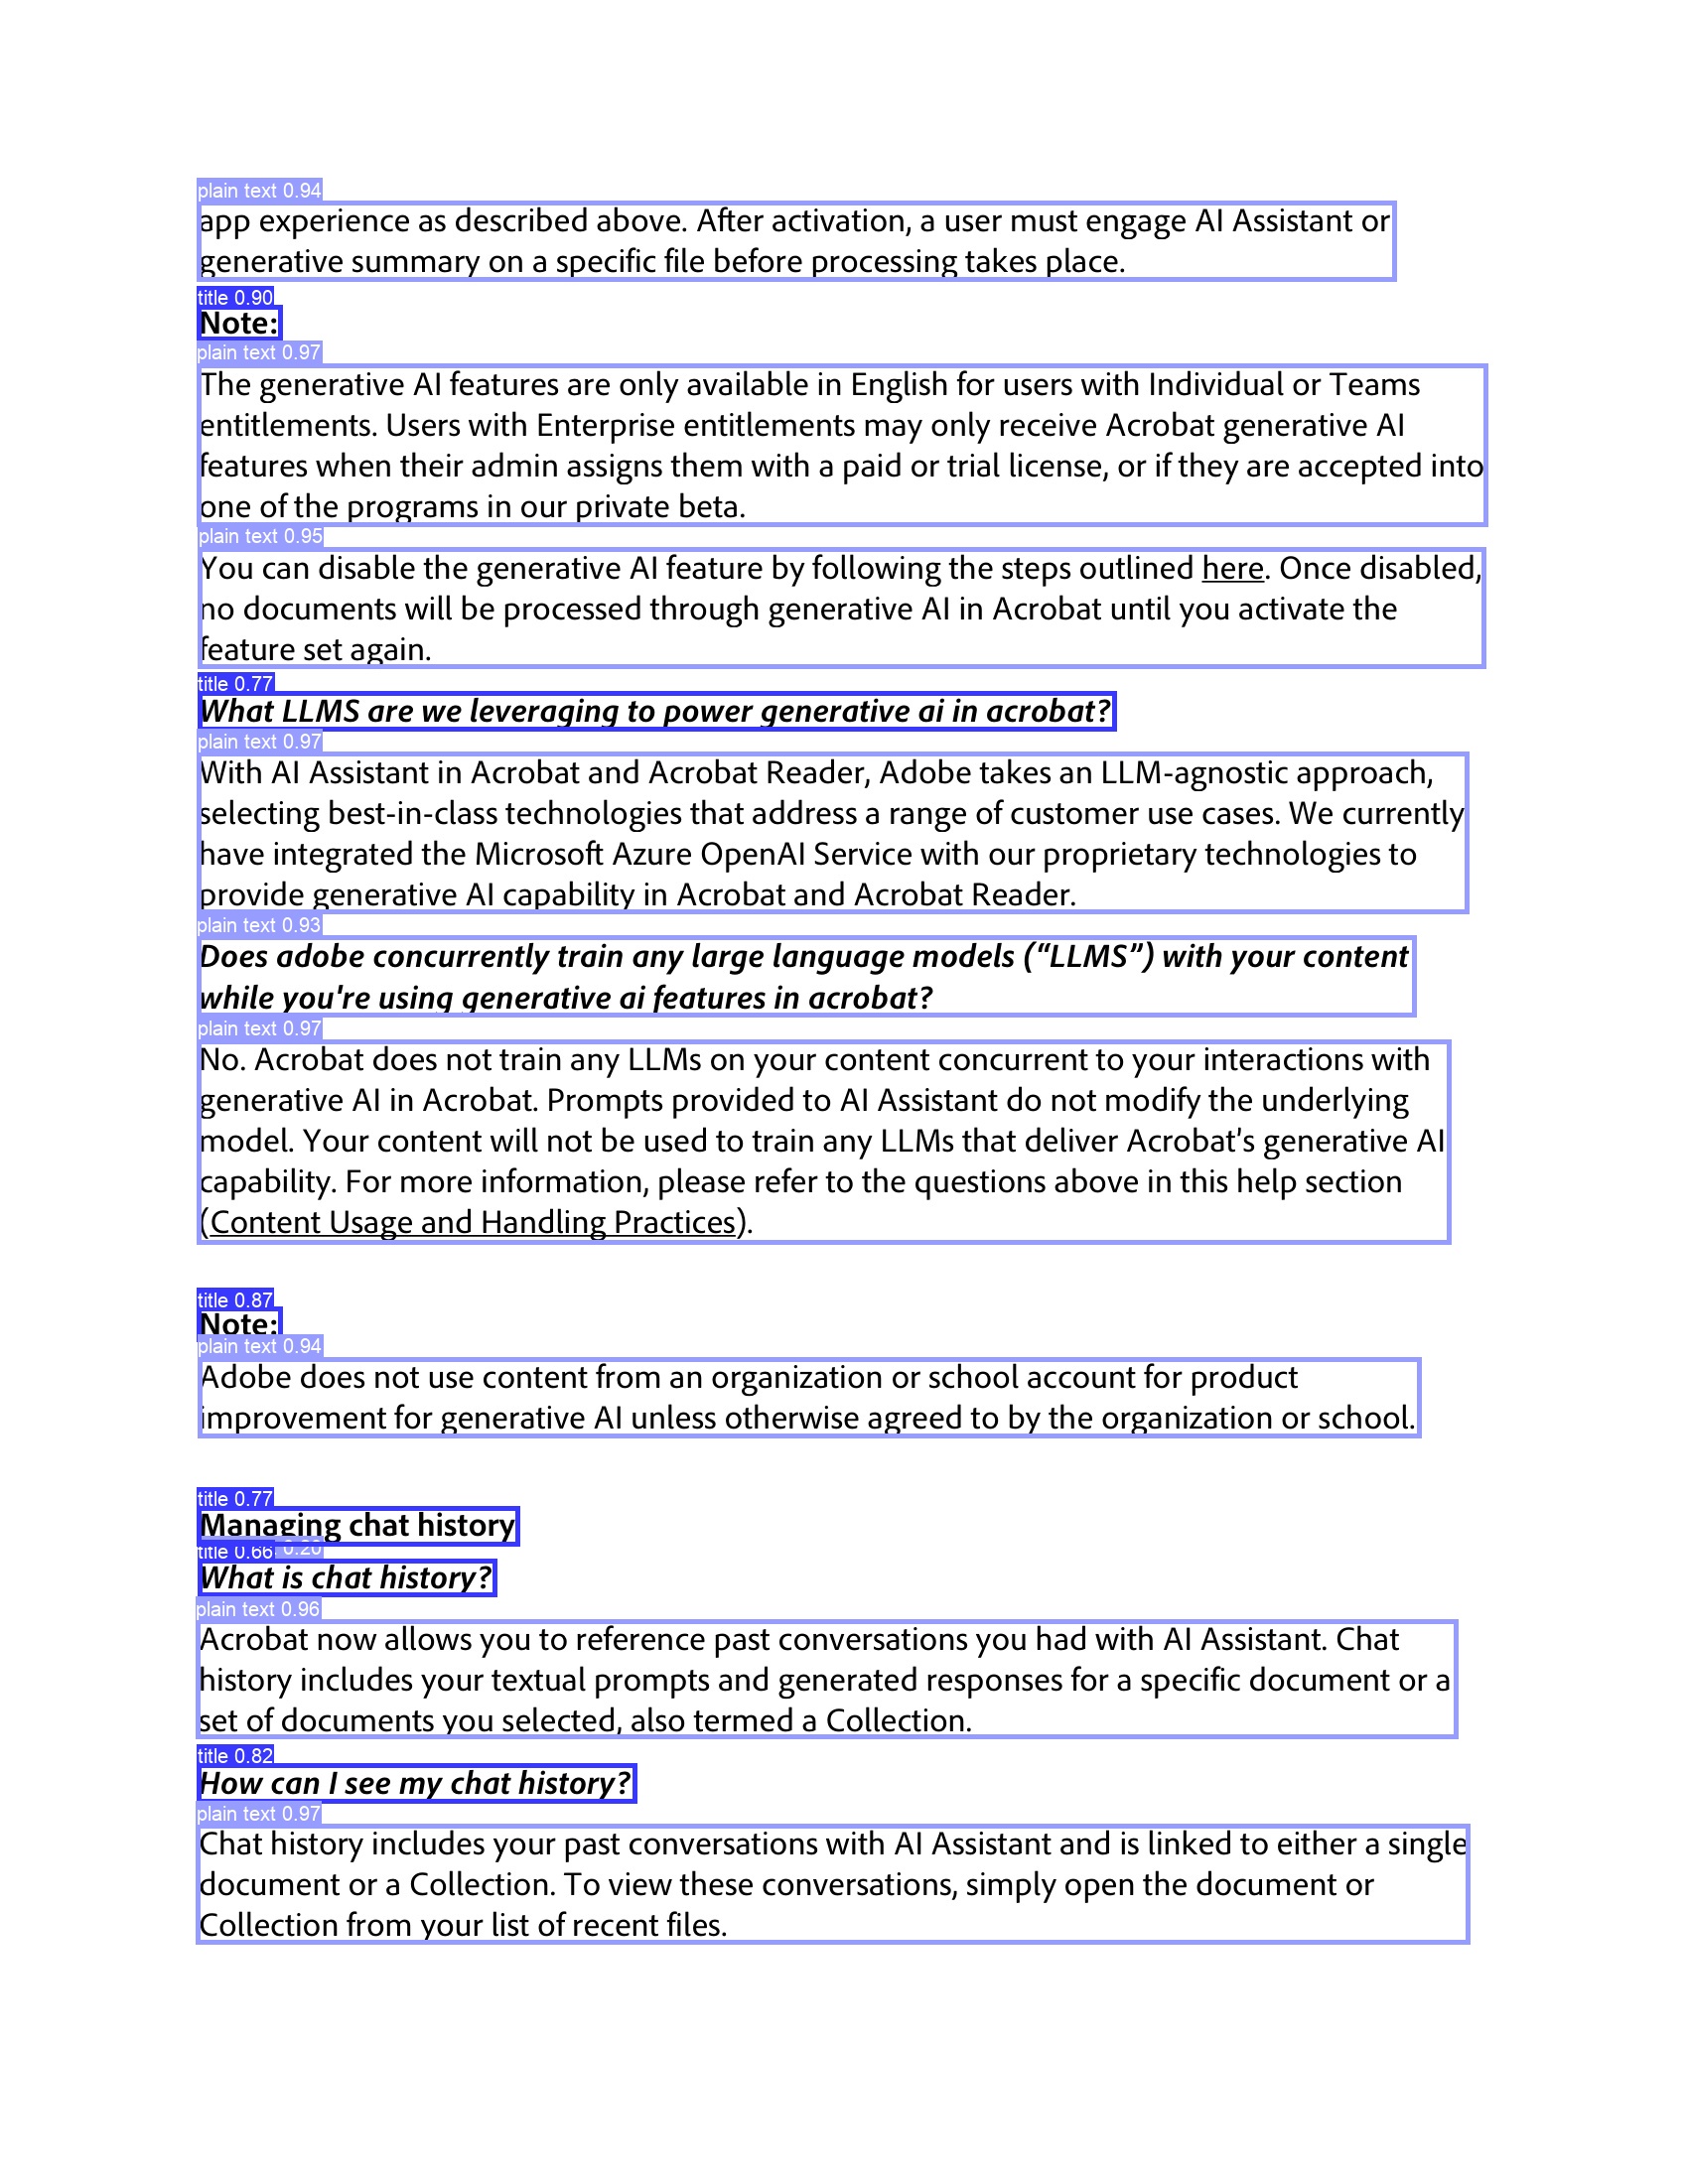 plain text 0.94
app experience as described above. After activation, a user must engage AI Assistant or
generative summary on a specific file before processing takes place.
title 0.90
Note:
plain text 0.97
The generative AI features are only available in English for users with Individual or Teams
entitlements. Users with Enterprise entitlements may only receive Acrobat generative AI
features when their admin assigns them with a paid or trial license, or if they are accepted into
one of the programs in our private beta.
plain text 0.95
You can disable the generative AI feature by following the steps outlined here. Once disabled,
no documents will be processed through generative AI in Acrobat until you activate the
feature set again.
title 0.77
What LLMS are we leveraging to power generative ai in acrobat?
plain text 0.97
With AI Assistant in Acrobat and Acrobat Reader, Adobe takes an LLM-agnostic approach,
selecting best-in-class technologies that address a range of customer use cases. We currently
have integrated the Microsoft Azure OpenAI Service with our proprietary technologies to
provide generative AI capability in Acrobat and Acrobat Reader.
plain text 0.93
Does adobe concurrently train any large language models (“LLMS”) with your content
while you're using generative ai features in acrobat?
plain text 0.97
No. Acrobat does not train any LLMs on your content concurrent to your interactions with
generative AI in Acrobat. Prompts provided to AI Assistant do not modify the underlying
model. Your content will not be used to train any LLMs that deliver Acrobat's generative AI
capability. For more information, please refer to the questions above in this help section
(Content Usage and Handling Practices).
title 0.87
Note:
plain text 0.94
Adobe does not use content from an organization or school account for product
improvement for generative AI unless otherwise agreed to by the organization or school.
title 0.77
Managing chat history
title 0.66 0.20
What is chat history?
plain text 0.96
Acrobat now allows you to reference past conversations you had with AI Assistant. Chat
history includes your textual prompts and generated responses for a specific document or a
set of documents you selected, also termed a Collection.
title 0.82
How can I see my chat history?
plain text 0.97
Chat history includes your past conversations with AI Assistant and is linked to either a single
document or a Collection. To view these conversations, simply open the document or
Collection from your list of recent files.